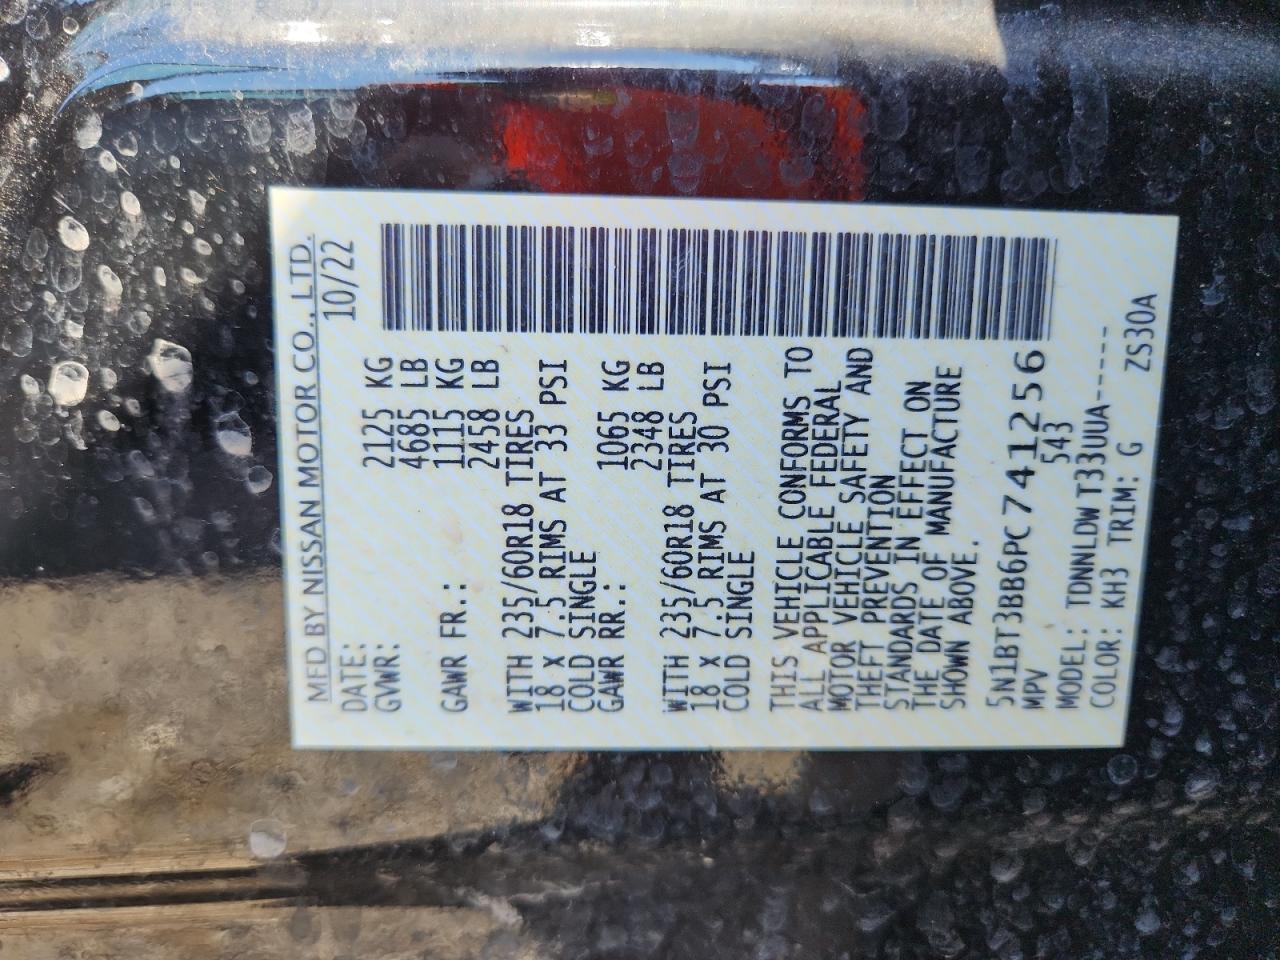 MFD BY NISSAN MOTOR CO., LTD.
DATE: 10/22
GVWR: 2125 KG
4685 LB
GAWR FR.: 1115 KG
2458 LB
WITH 235/60R18 TIRES
18 X 7.5 RIMS AT 33 PSI
COLD SINGLE
GAWR RR.: 1065 KG
2348 LB
WITH 235/60R18 TIRES
18 X 7.5 RIMS AT 30 PSI
COLD SINGLE
THIS VEHICLE CONFORMS TO
ALL APPLICABLE FEDERAL
MOTOR VEHICLE SAFETY AND
THEFT PREVENTION
STANDARDS IN EFFECT ON
THE DATE OF MANUFACTURE
SHOWN ABOVE.
5N1BT3BB6PC741256
MPV 543
MODEL: TDNNLDW T33UUA-----
COLOR: KH3 TRIM: G ZS30A